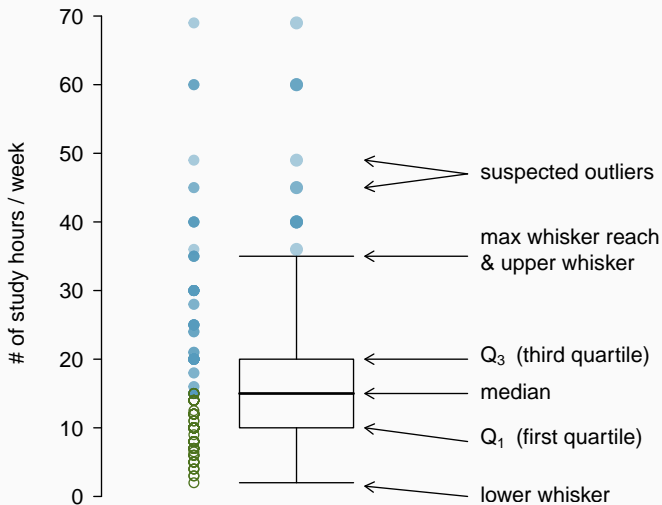 # of study hours / week
70
60
50
40
30
20
10
0
suspected outliers
max whisker reach
& upper whisker
Q₃ (third quartile)
median
Q₁ (first quartile)
lower whisker